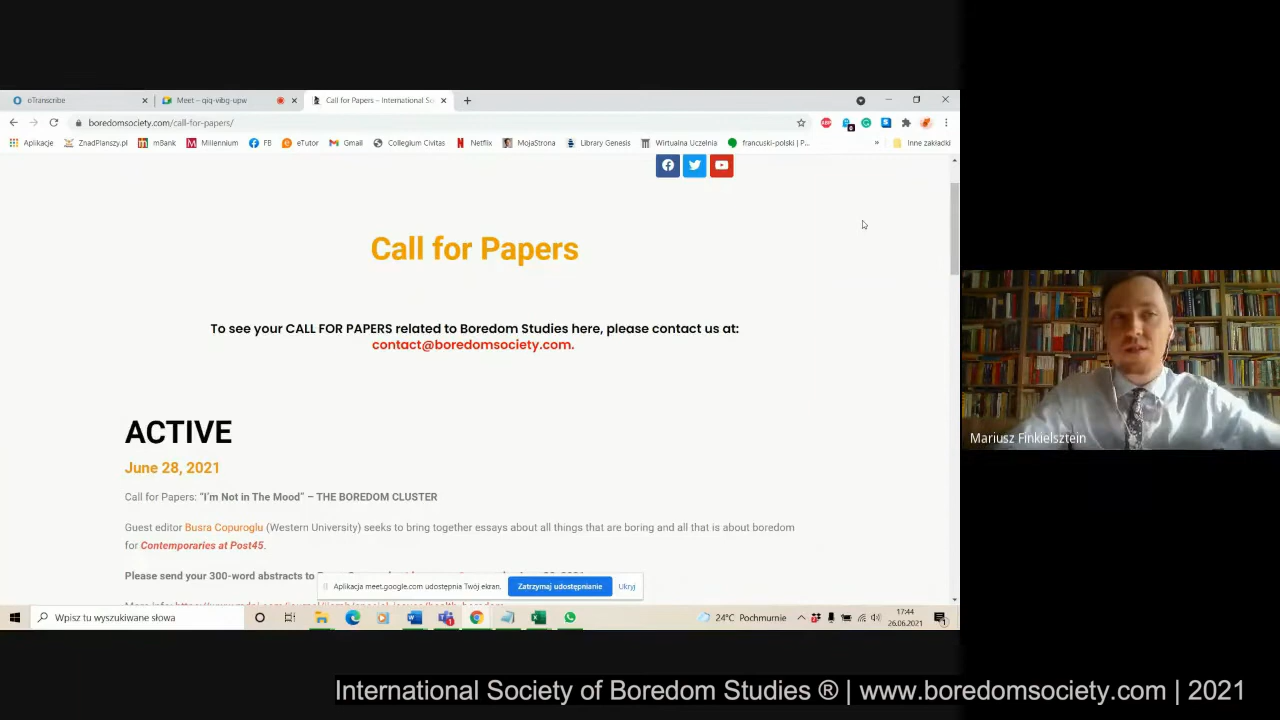 oTranscribe
Meet – qiq-vibg-upw
Call for Papers – International So
boredomsociety.com/call-for-papers/
Aplikacje
ZnadPlanszy.pl
mBank
Millennium
FB
eTutor
Gmail
Collegium Civitas
Netflix
MojaStrona
Library Genesis
Wirtualna Uczelnia
francuski-polski | P...
»
Inne zakładki
Call for Papers
To see your CALL FOR PAPERS related to Boredom Studies here, please contact us at:
contact@boredomsociety.com.
ACTIVE
June 28, 2021
Call for Papers: "I'm Not in The Mood" – THE BOREDOM CLUSTER
Guest editor Busra Copuroglu (Western University) seeks to bring together essays about all things that are boring and all that is about boredom
for Contemporaries at Post45.
Please send your 300-word abstracts to
Aplikacja meet.google.com udostępnia Twój ekran.
Zatrzymaj udostępnianie
Ukryj
Wpisz tu wyszukiwane słowa
24°C Pochmurnie
17:44
26.06.2021
Mariusz Finkielsztein
International Society of Boredom Studies ® | www.boredomsociety.com | 2021